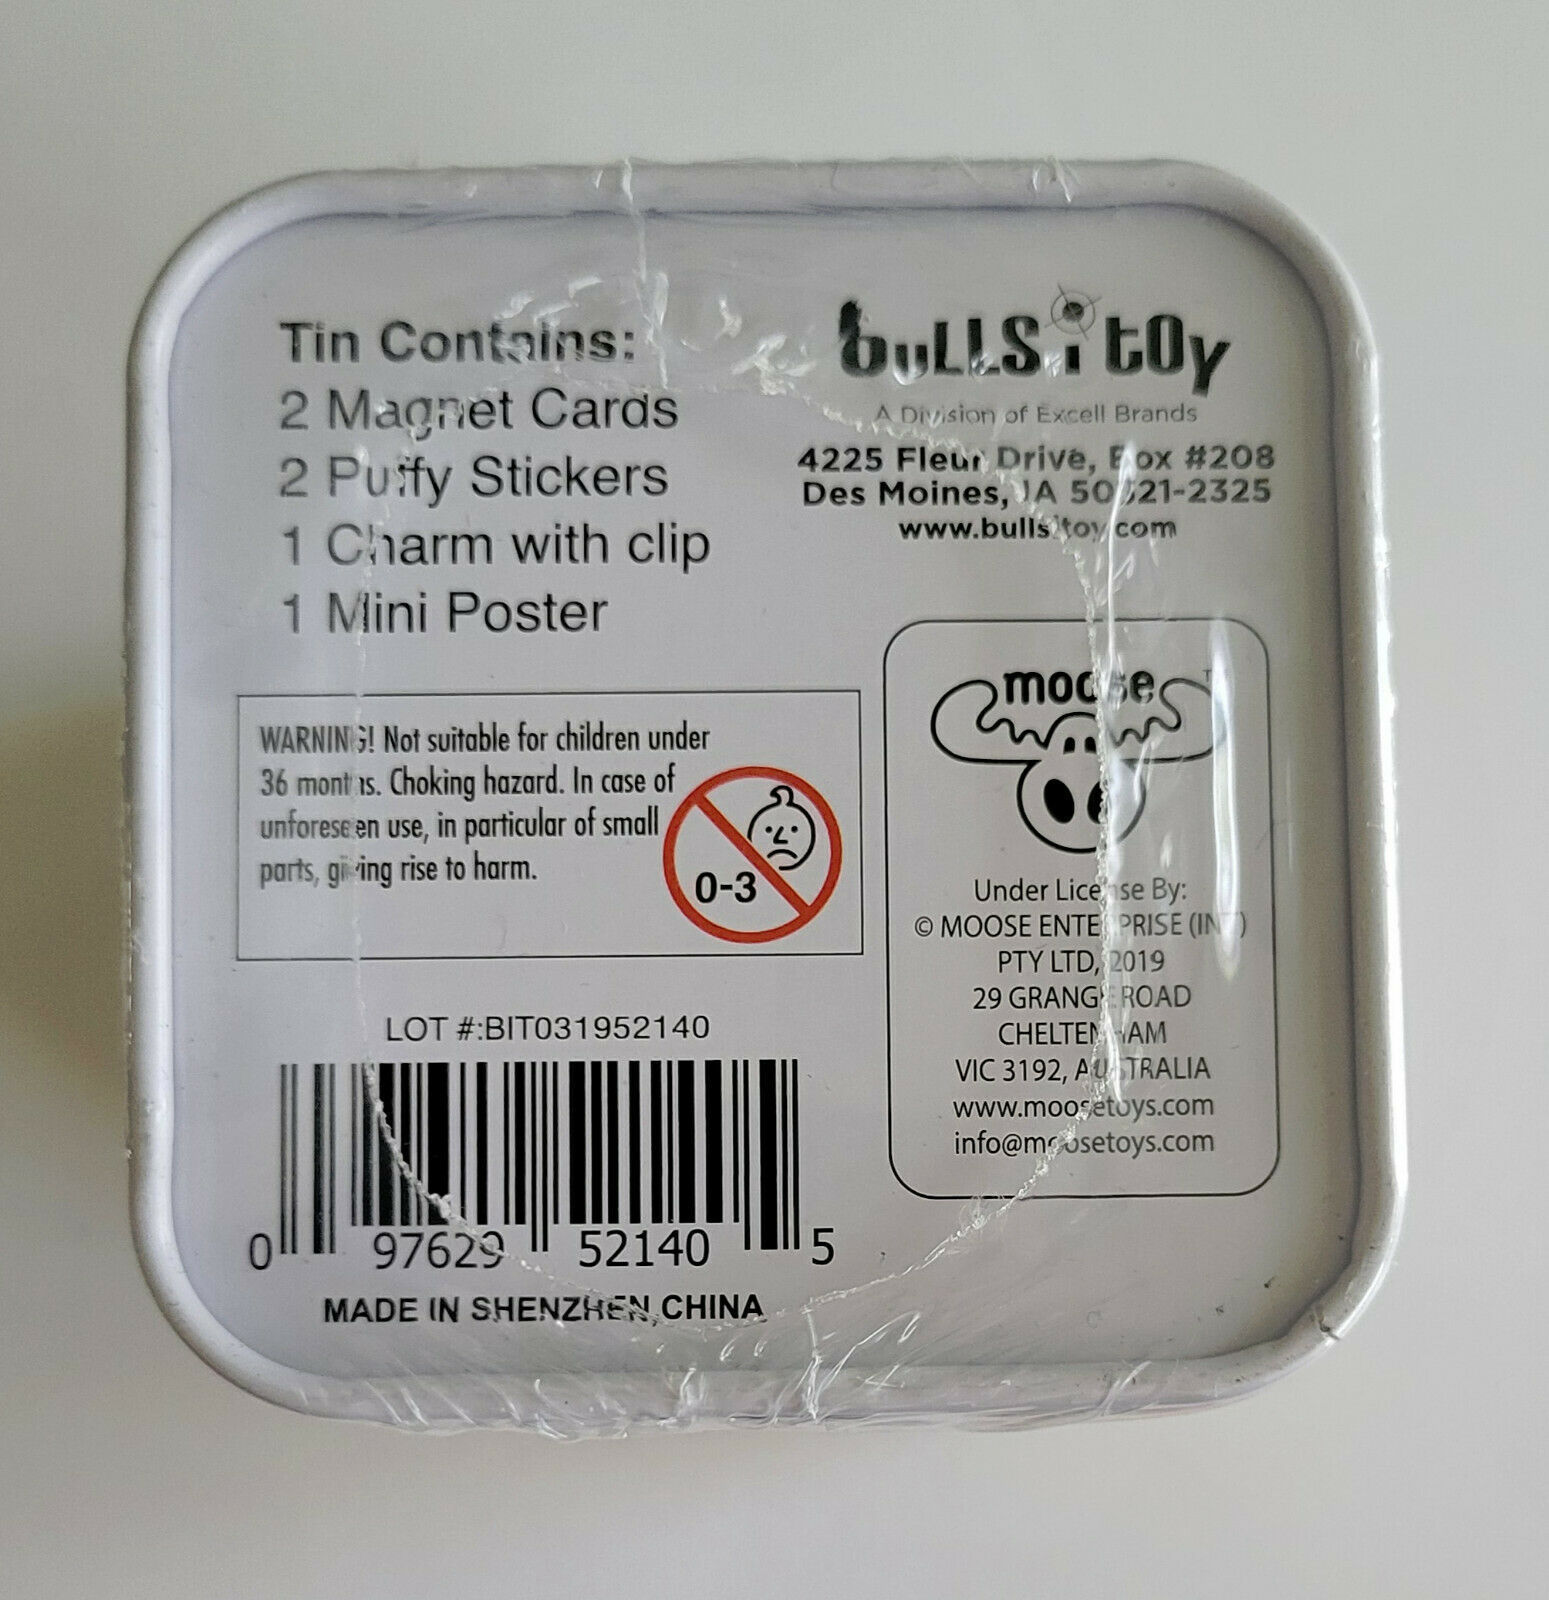 Tin Contains:
2 Magnet Cards
2 Puffy Stickers
1 Charm with clip
1 Mini Poster
bullsitoy
A Division of Excell Brands
4225 Fleur Drive, Box #208
Des Moines, IA 50321-2325
www.bullsitoy.com
WARNING! Not suitable for children under
36 months. Choking hazard. In case of
unforeseen use, in particular of small
parts, giving rise to harm.
0-3
moose™
Under License By:
© MOOSE ENTERPRISE (INT)
PTY LTD, 2019
29 GRANGE ROAD
CHELTENHAM
VIC 3192, AUSTRALIA
www.moosetoys.com
info@moosetoys.com
LOT #:BIT031952140
0 97629 52140 5
MADE IN SHENZHEN,CHINA